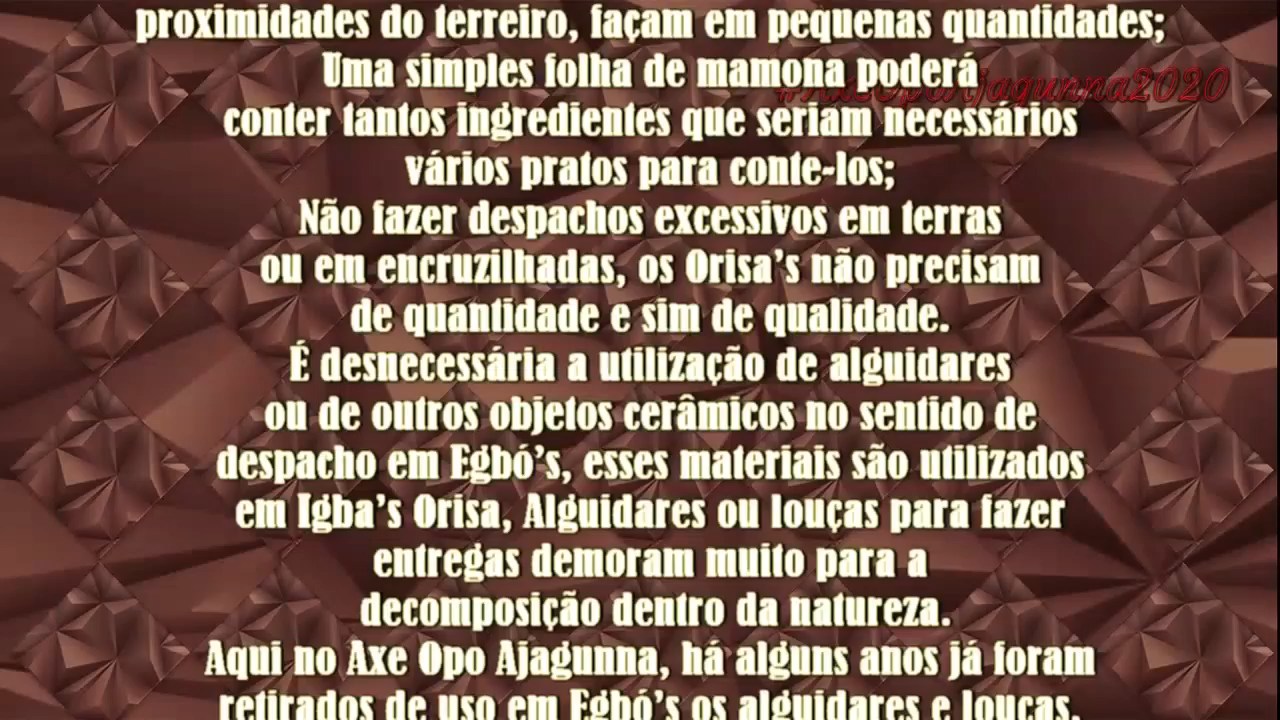 proximidades do terreiro, façam em pequenas quantidades;
Uma simples folha de mamona poderá
jagunna2020
conter tantos ingredientes que seriam necessários
vários pratos para conte-los;
Não fazer despachos excessivos em terras
ou em encruzilhadas, os Orisa's não precisam
de quantidade e sim de qualidade.
É desnecessária a utilização de alguidares
ou de outros objetos cerâmicos no sentido de
despacho em Egbó's, esses materiais são utilizados
em Igba's Orisa, Alguidares ou louças para fazer
entregas demoram muito para a
decomposição dentro da natureza.
Aqui no Axe Opo Ajagunna, há alguns anos já foram
retirados de uso em Egbó's os alguidares e louças.